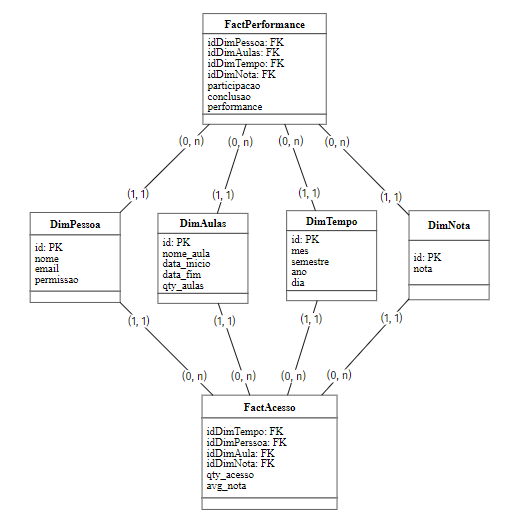 FactPerformance
idDimPessoa: FK
idDimAulas: FK
idDimTempo: FK
idDimNota: FK
participacao
conclusao
performance
(0, n) (0, n) (0, n) (0, n)
(1, 1) (1, 1) (1, 1) (1, 1)
DimPessoa
id: PK
nome
email
permissao
DimAulas
id: PK
nome_aula
data_inicio
data_fim
qty_aulas
DimTempo
id: PK
mes
semestre
ano
dia
DimNota
id: PK
nota
(1, 1) (1, 1) (1, 1) (1, 1)
(0, n) (0, n) (0, n) (0, n)
FactAcesso
idDimTempo: FK
idDimPerssoa: FK
idDimAula: FK
idDimNota: FK
qty_acesso
avg_nota